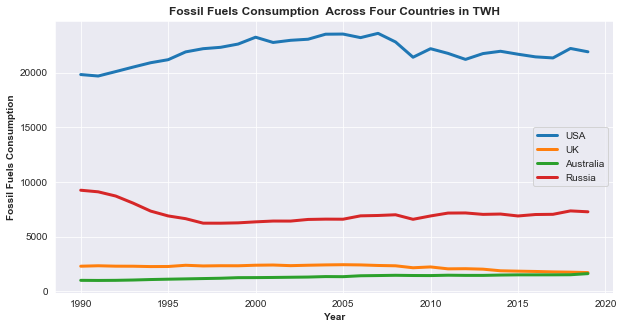 Fossil Fuels Consumption  Across Four Countries in TWH
20000
15000
10000
5000
0
Fossil Fuels Consumption
USA
UK
Australia
Russia
1990
1995
2000
2005
2010
2015
2020
Year